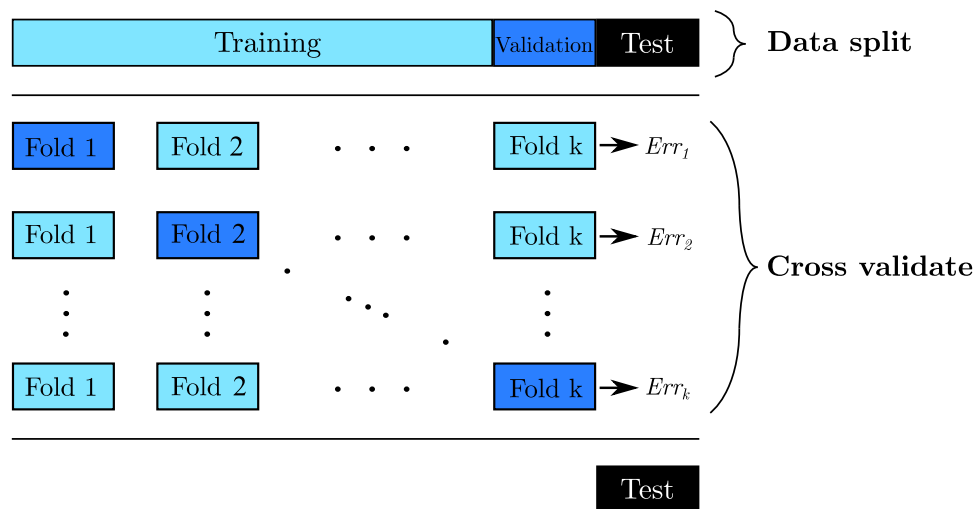 Training Validation Test Data split
Fold 1 Fold 2 . . . Fold k Err1
Fold 1 Fold 2 . . . Fold k Err2
Cross validate
Fold 1 Fold 2 . . . Fold k Errk
Test